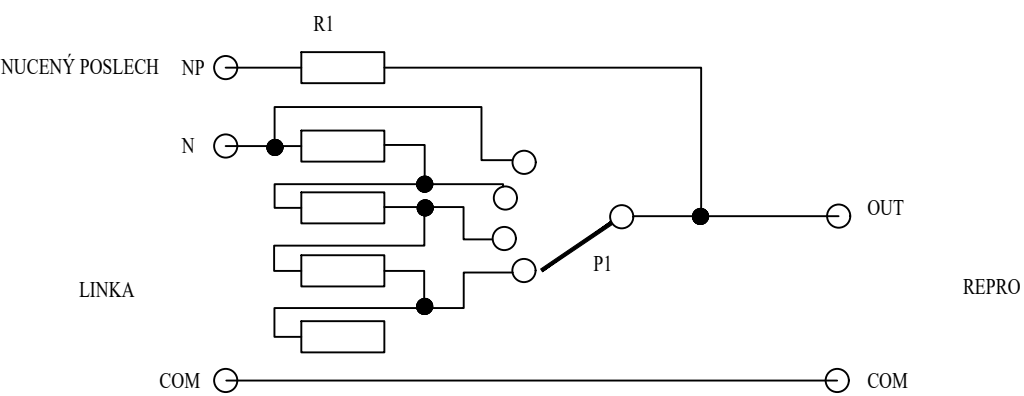 R1
NUCENÝ POSLECH NP
N
OUT
P1
LINKA
REPRO
COM
COM